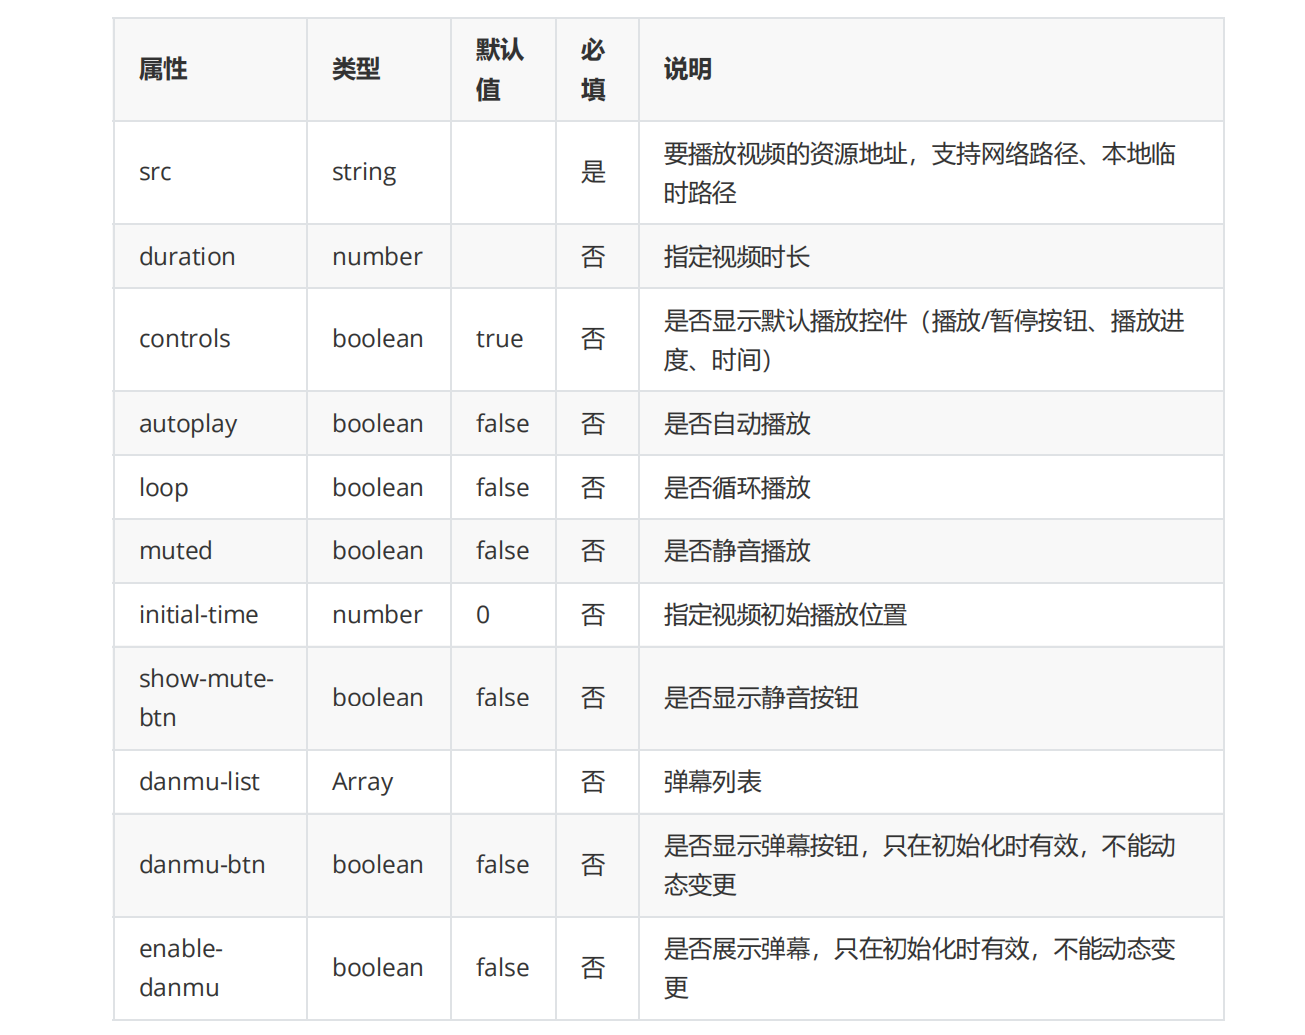 属性 类型 默认值 必填 说明
src string 是 要播放视频的资源地址，支持网络路径、本地临
时路径
duration number 否 指定视频时长
controls boolean true 否 是否显示默认播放控件（播放/暂停按钮、播放进
度、时间）
autoplay boolean false 否 是否自动播放
loop boolean false 否 是否循环播放
muted boolean false 否 是否静音播放
initial-time number 0 否 指定视频初始播放位置
show-mute-
btn boolean false 否 是否显示静音按钮
danmu-list Array 否 弹幕列表
danmu-btn boolean false 否 是否显示弹幕按钮，只在初始化时有效，不能动
态变更
enable-
danmu boolean false 否 是否展示弹幕，只在初始化时有效，不能动态变
更